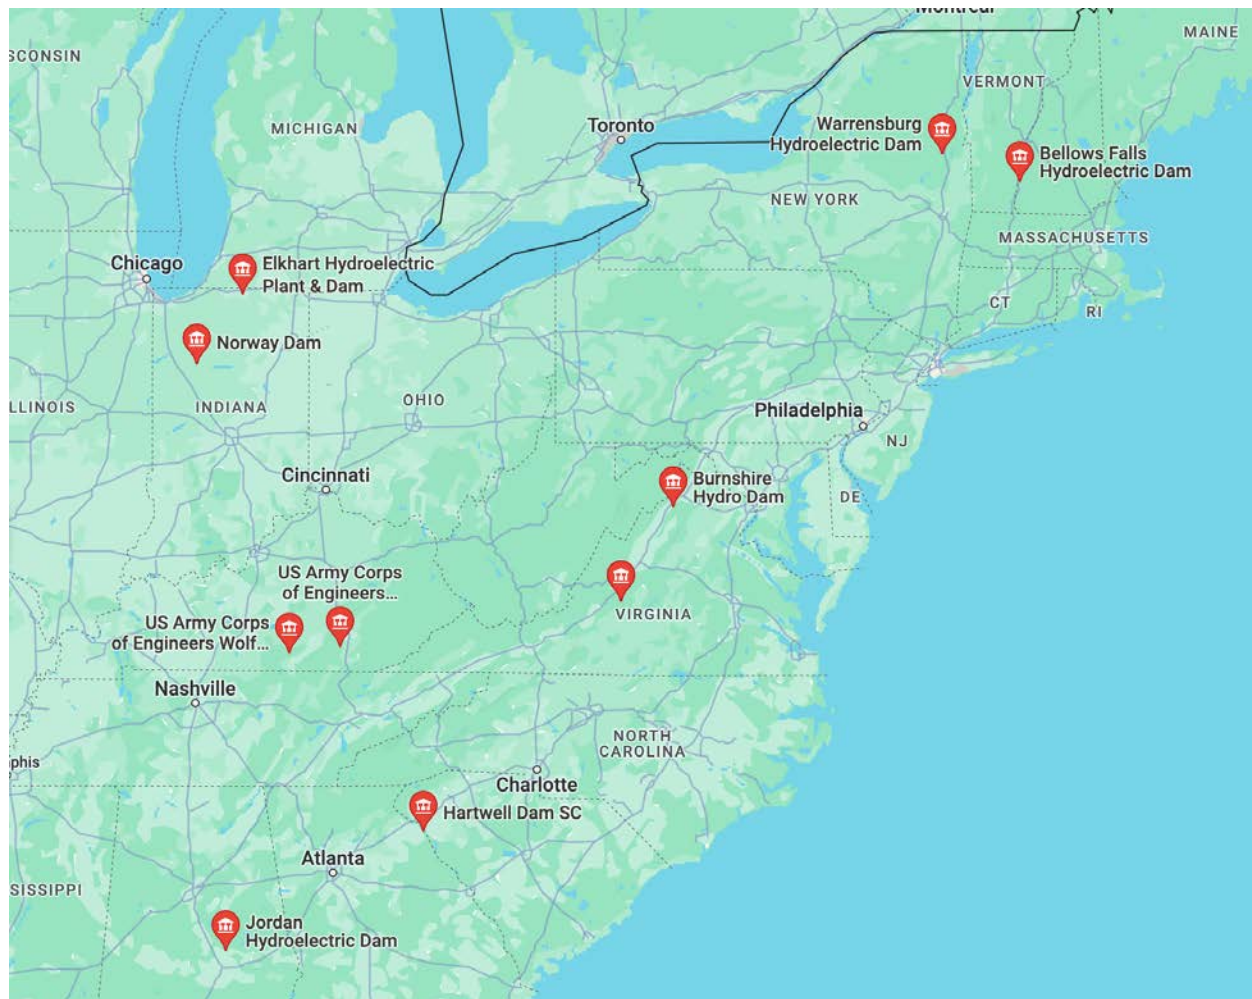 Montreal
MAINE
SCONSIN
VERMONT
MICHIGAN
Toronto
Warrensburg
Hydroelectric Dam
Bellows Falls
Hydroelectric Dam
NEW YORK
MASSACHUSETTS
Chicago
Elkhart Hydroelectric
Plant & Dam
CT
RI
Norway Dam
LLINOIS
INDIANA
OHIO
Philadelphia
NJ
Cincinnati
Burnshire
Hydro Dam
DE
US Army Corps
of Engineers...
US Army Corps
of Engineers Wolf...
VIRGINIA
Nashville
NORTH
CAROLINA
phis
Charlotte
Hartwell Dam SC
Atlanta
SISSIPPI
Jordan
Hydroelectric Dam